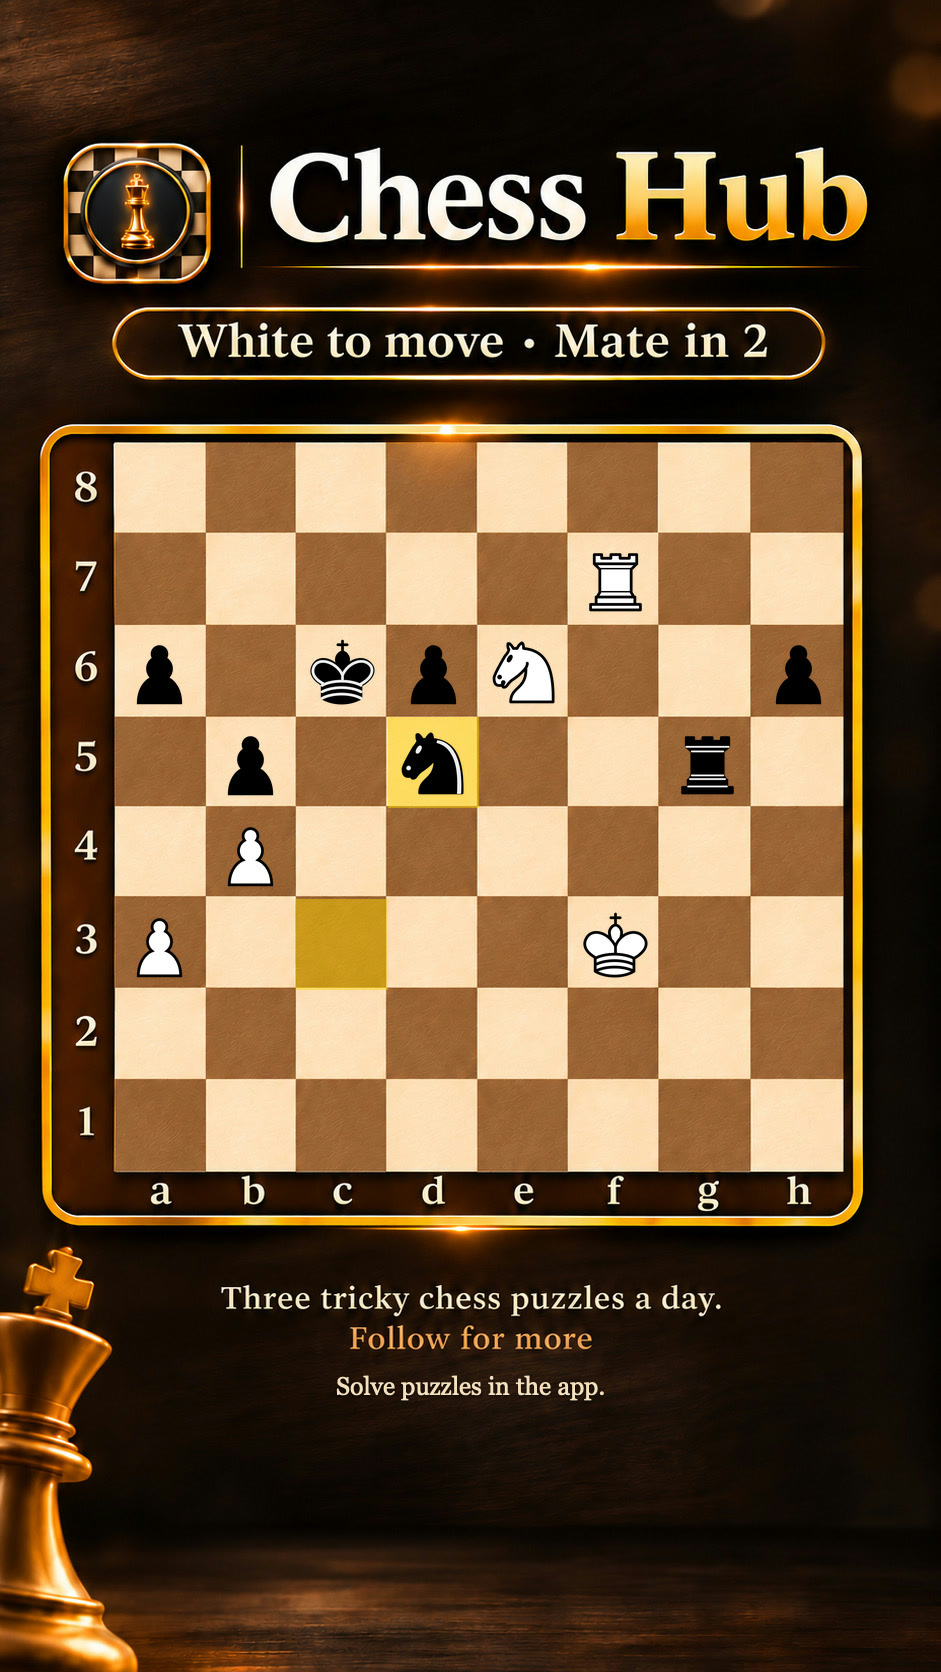 Chess Hub
White to move • Mate in 2
8
7
6
5
4
3
2
1
a b c d e f g h
Three tricky chess puzzles a day.
Follow for more
Solve puzzles in the app.